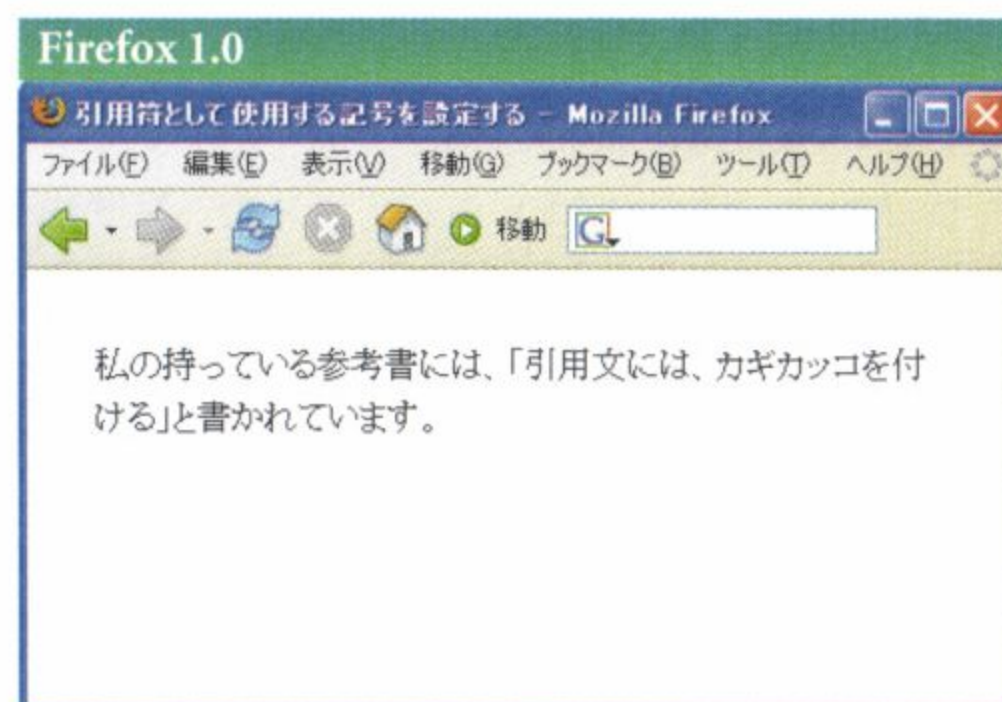 Firefox 1.0
引用符として使用する記号を設定する - Mozilla Firefox
ファイル(F) 編集(E) 表示(V) 移動(G) ブックマーク(B) ツール(T) ヘルプ(H)
移動 G
私の持っている参考書には、「引用文には、カギカッコを付
ける」と書かれています。